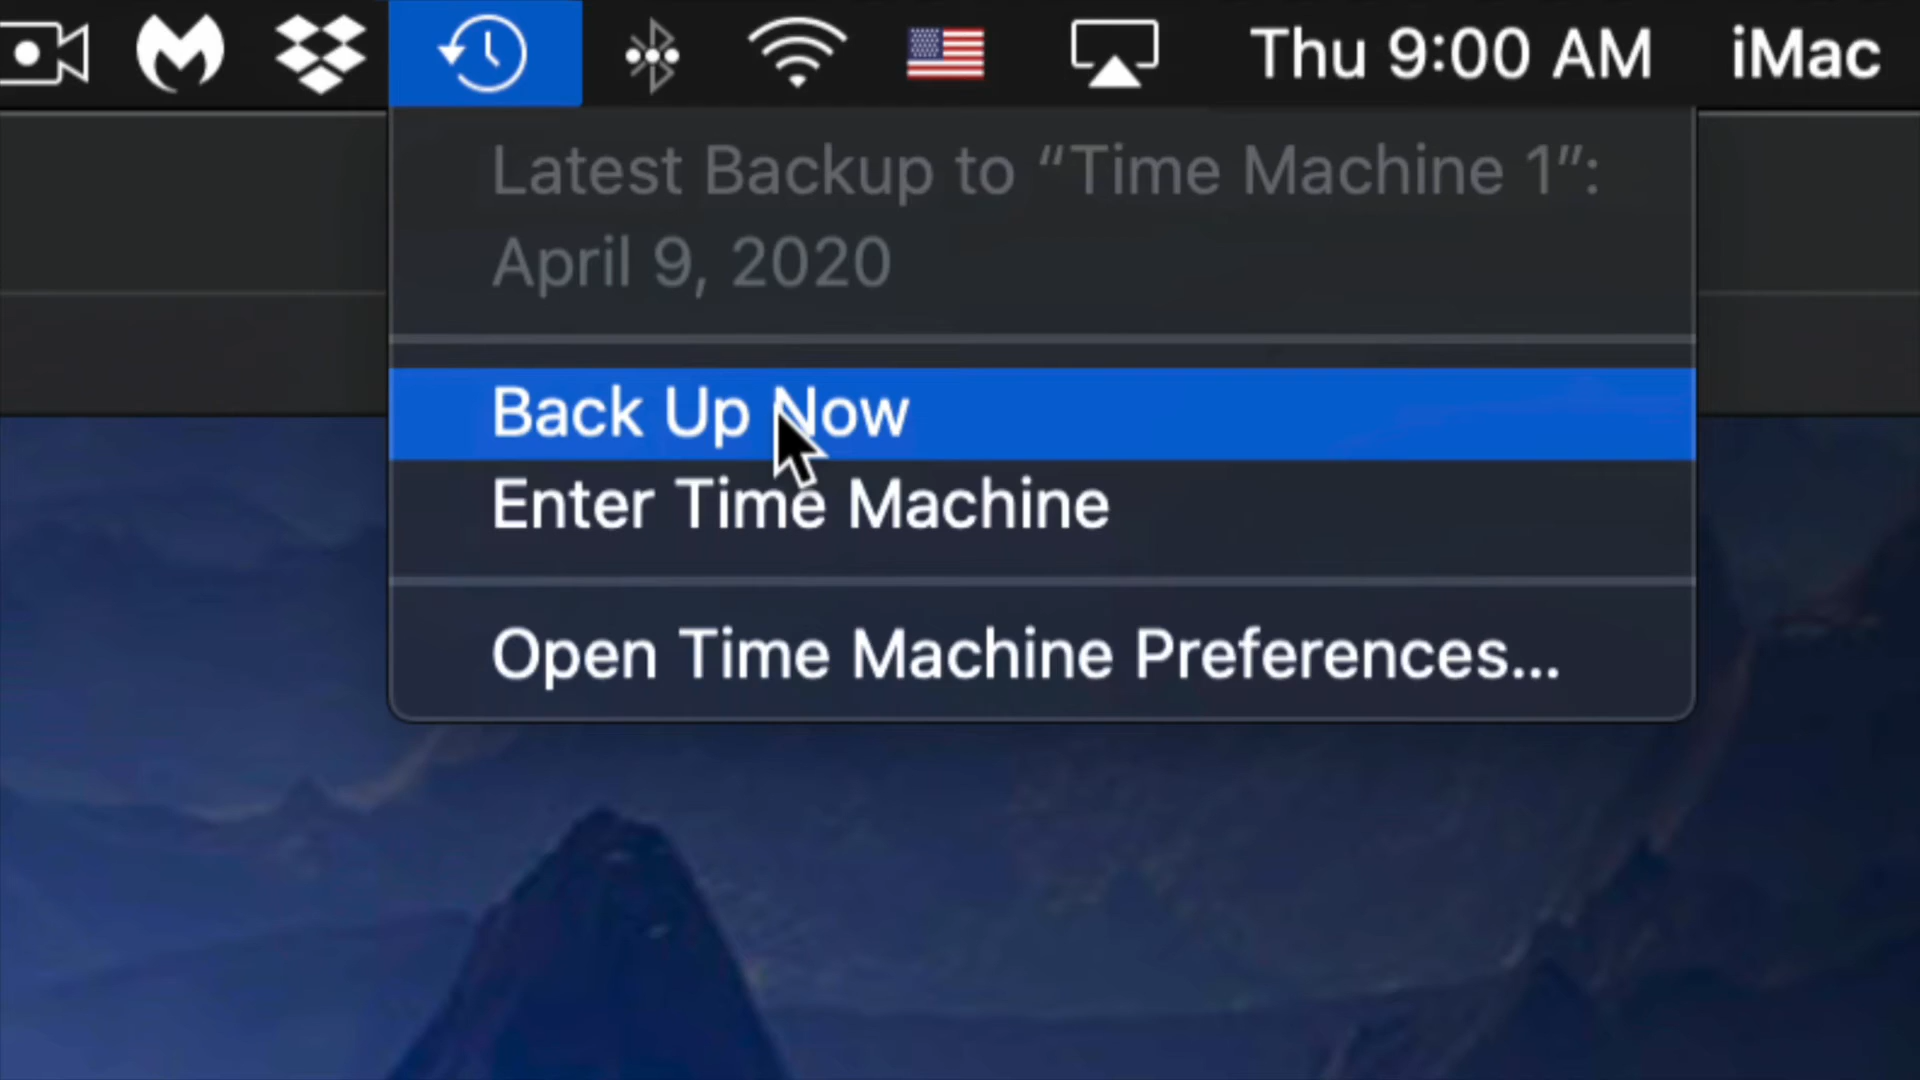 Thu 9:00 AM iMac
Latest Backup to “Time Machine 1”:
April 9, 2020
Back Up Now
Enter Time Machine
Open Time Machine Preferences...